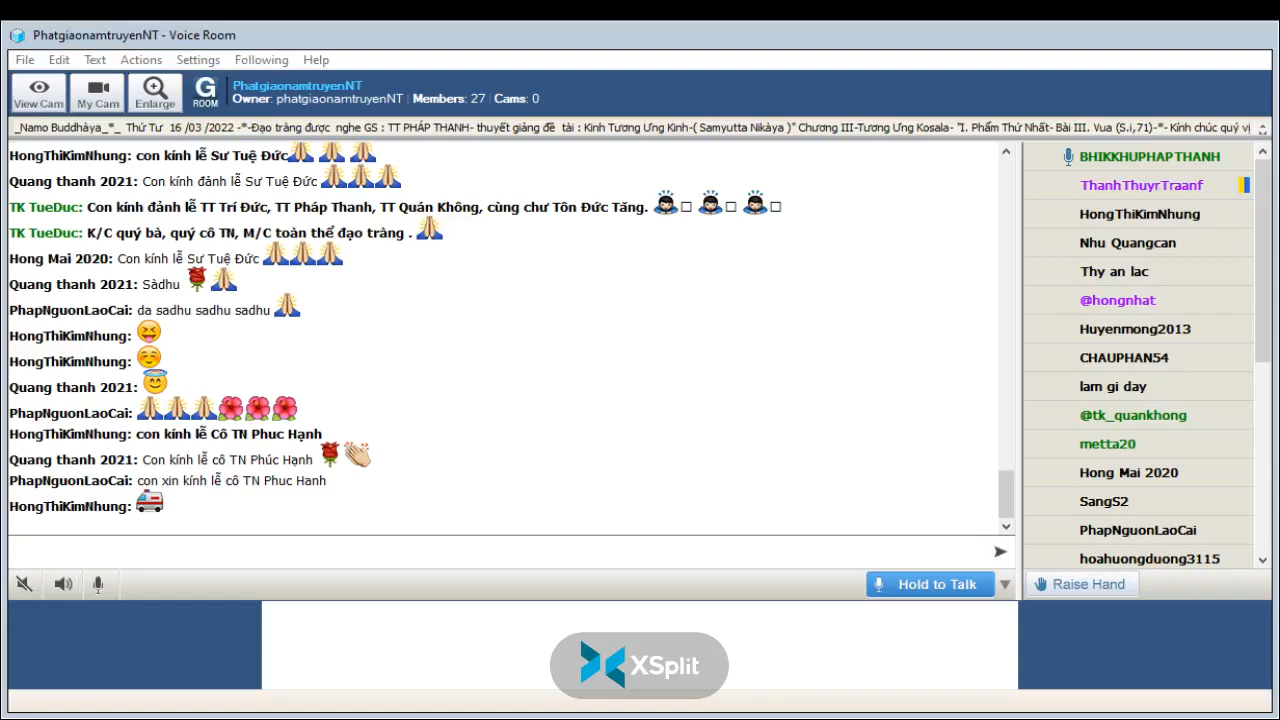 PhatgiaonamtruyenNT - Voice Room
File Edit Text Actions Settings Following Help
View Cam My Cam Enlarge G ROOM
PhatgiaonamtruyenNT
Owner: phatgiaonamtruyenNT | Members: 27 | Cams: 0
_Namo Buddhàya_*_ Thứ Tư 16 /03 /2022 -*-Đạo tràng được nghe GS : TT PHÁP THANH- thuyết giảng đề tài : Kinh Tương Ưng Kinh-( Samyutta Nikàya )" Chương III-Tương Ưng Kosala- "I. Phẩm Thứ Nhất- Bài III. Vua (S.i,71)-*- Kính chúc quý vị
HongThiKimNhung: con kính lễ Sư Tuệ Đức
Quang thanh 2021: Con kính đảnh lễ Sư Tuệ Đức
TK TueDuc: Con kính đảnh lễ TT Trí Đức, TT Pháp Thanh, TT Quán Không, cùng chư Tôn Đức Tăng.
TK TueDuc: K/C quý bà, quý cô TN, M/C toàn thể đạo tràng .
Hong Mai 2020: Con kính lễ Sư Tuệ Đức
Quang thanh 2021: Sàdhu
PhapNguonLaoCai: da sadhu sadhu sadhu
HongThiKimNhung:
HongThiKimNhung:
Quang thanh 2021:
PhapNguonLaoCai:
HongThiKimNhung: con kính lễ Cô TN Phuc Hạnh
Quang thanh 2021: Con kính lễ cô TN Phúc Hạnh
PhapNguonLaoCai: con xin kính lễ cô TN Phuc Hanh
HongThiKimNhung:
BHIKKHUPHAPTHANH
ThanhThuyrTraanf
HongThiKimNhung
Nhu Quangcan
Thy an lac
@hongnhat
Huyenmong2013
CHAUPHAN54
lam gi day
@tk_quankhong
metta20
Hong Mai 2020
SangS2
PhapNguonLaoCai
hoahuongduong3115
Hold to Talk
Raise Hand
XSplit